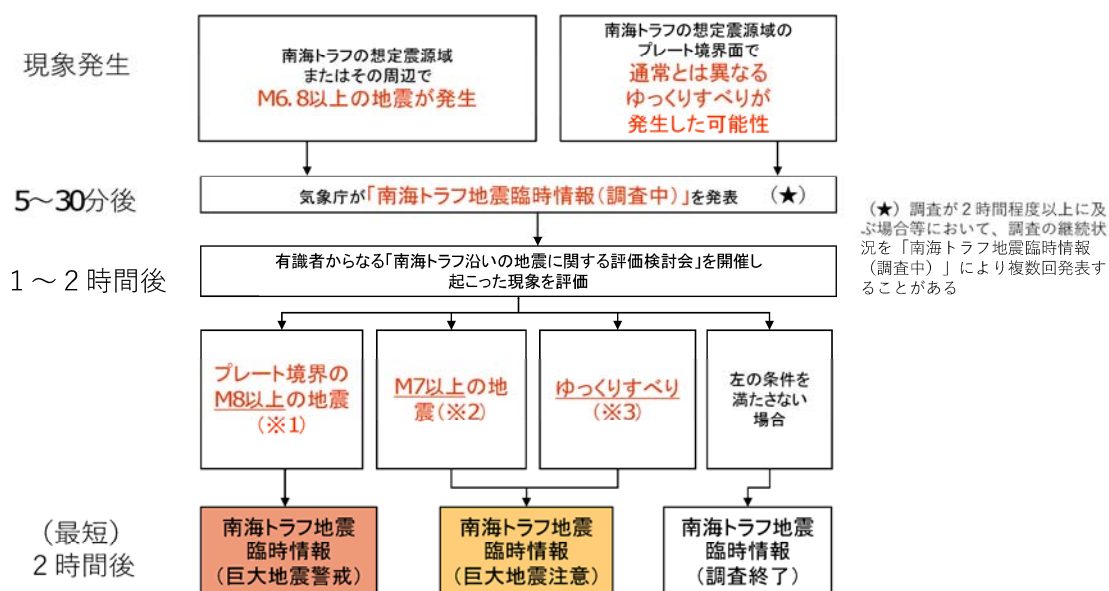 現象発生
南海トラフの想定震源域
またはその周辺で
M6.8以上の地震が発生
南海トラフの想定震源域の
プレート境界面で
通常とは異なる
ゆっくりすべりが
発生した可能性
5～30分後
気象庁が「南海トラフ地震臨時情報(調査中)」を発表 (★)
(★)調査が２時間程度以上に及
ぶ場合等において、調査の継続状
況を「南海トラフ地震臨時情報
(調査中)」により複数回発表す
ることがある
１～２時間後
有識者からなる「南海トラフ沿いの地震に関する評価検討会」を開催し
起こった現象を評価
プレート境界の
M8以上の地震
(※1)
M7以上の地
震(※2)
ゆっくりすべり
(※3)
左の条件を
満たさない
場合
(最短)
２時間後
南海トラフ地震
臨時情報
(巨大地震警戒)
南海トラフ地震
臨時情報
(巨大地震注意)
南海トラフ地震
臨時情報
(調査終了)